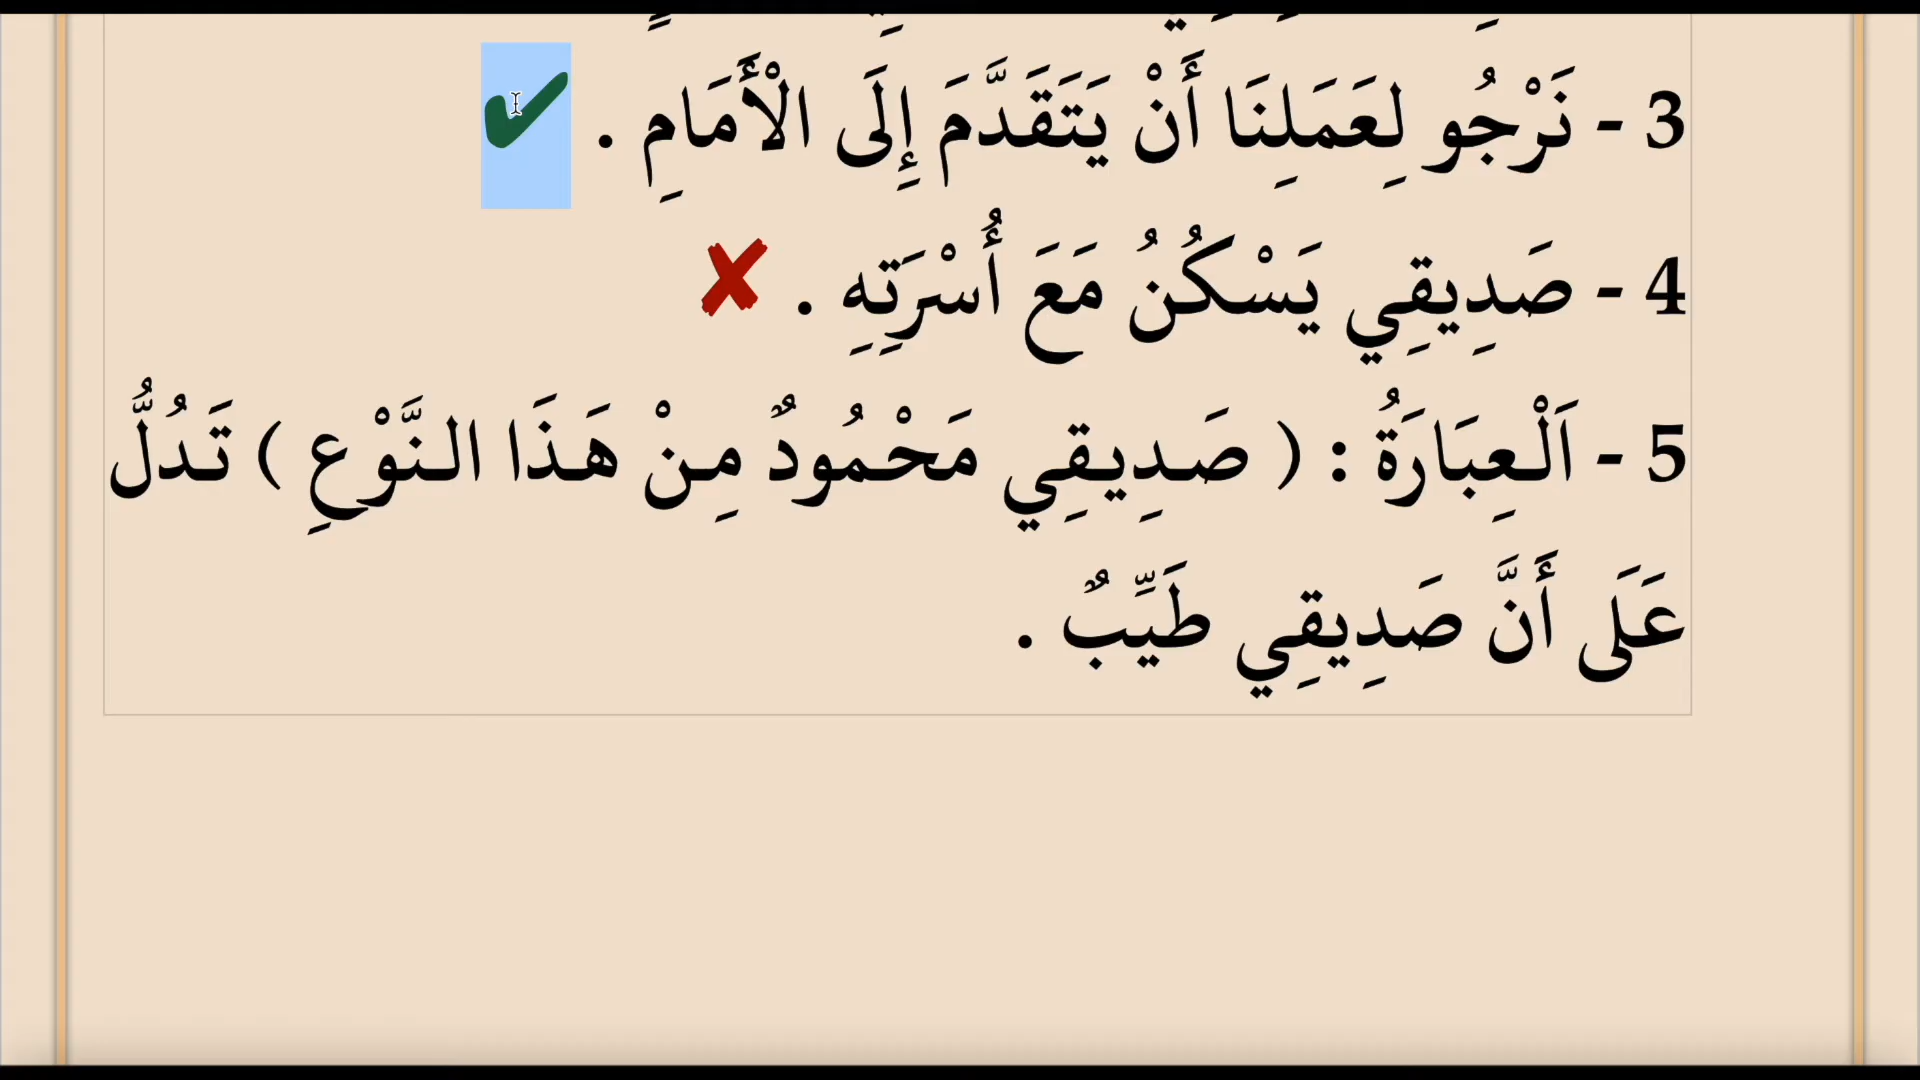 3 - نَرْجُو لِعَمَلِنَا أَنْ يَتَقَدَّمَ إِلَى الْأَمَامِ . ✔
4 - صَدِيقِي يَسْكُنُ مَعَ أُسْرَتِهِ . ✘
5 - اَلْعِبَارَةُ : ( صَدِيقِي مَحْمُودٌ مِنْ هَذَا النَّوْعِ ) تَدُلُّ
عَلَى أَنَّ صَدِيقِي طَيِّبٌ .